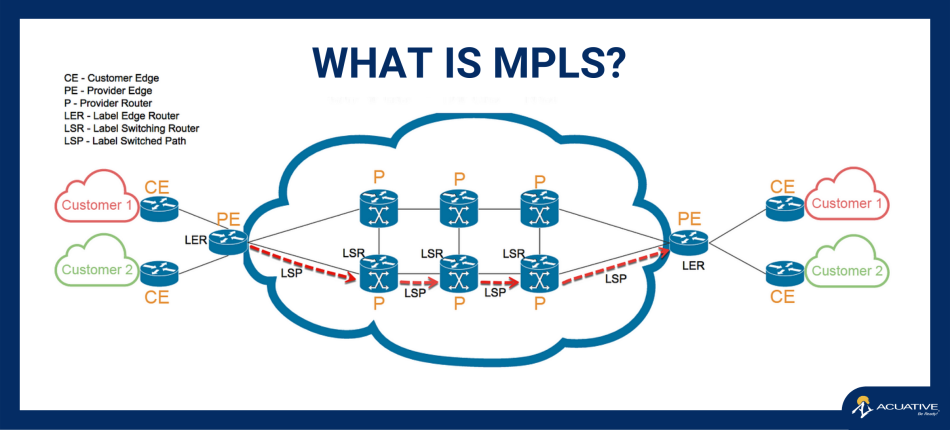 WHAT IS MPLS?
CE - Customer Edge
PE - Provider Edge
P - Provider Router
LER - Label Edge Router
LSR - Label Switching Router
LSP - Label Switched Path
CE
Customer 1
PE
LER
Customer 2
CE
P
P
P
LSR
LSR
LSR
LSP
LSP
LSP
LSP
P
P
P
CE
Customer 1
PE
LER
Customer 2
CE
ACUATIVE
Be Ready!